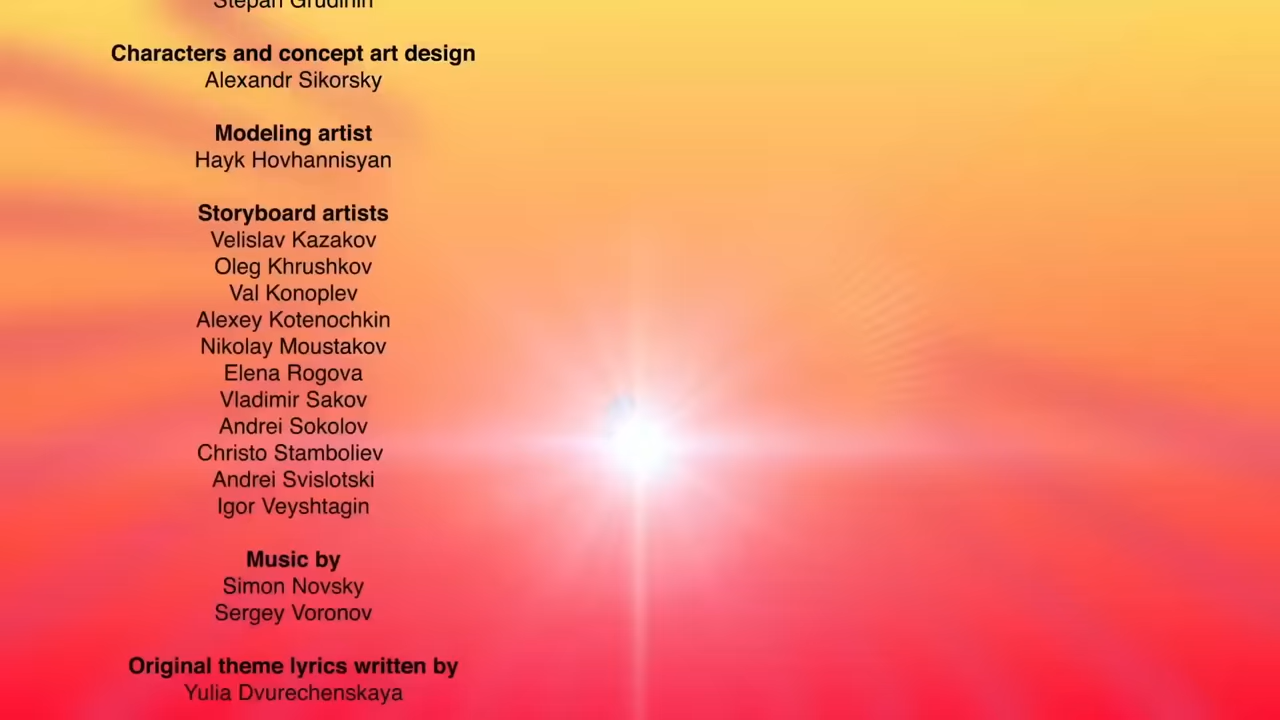 Stepan Grudinin
Characters and concept art design
Alexandr Sikorsky
Modeling artist
Hayk Hovhannisyan
Storyboard artists
Velislav Kazakov
Oleg Khrushkov
Val Konoplev
Alexey Kotenochkin
Nikolay Moustakov
Elena Rogova
Vladimir Sakov
Andrei Sokolov
Christo Stamboliev
Andrei Svislotski
Igor Veyshtagin
Music by
Simon Novsky
Sergey Voronov
Original theme lyrics written by
Yulia Dvurechenskaya